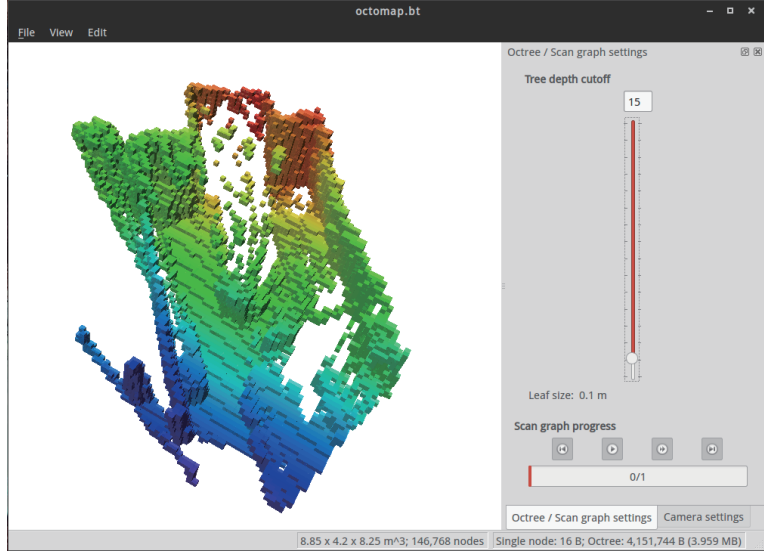 octomap.bt
File View Edit
Octree / Scan graph settings
Tree depth cutoff
15
Leaf size: 0.1 m
Scan graph progress
0/1
Octree / Scan graph settings Camera settings
8.85 x 4.2 x 8.25 m^3; 146,768 nodes Single node: 16 B; Octree: 4,151,744 B (3.959 MB)